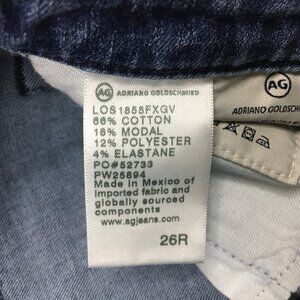 AG
ADRIANO GOLDSCHMIED
LOS1855FXGV
66% COTTON
18% MODAL
12% POLYESTER
4% ELASTANE
PO#52733
PW25894
Made in Mexico of
imported fabric and
globally sourced
components
www.agjeans.com
26R
AG
ADRIANO GOLDSCHMIED